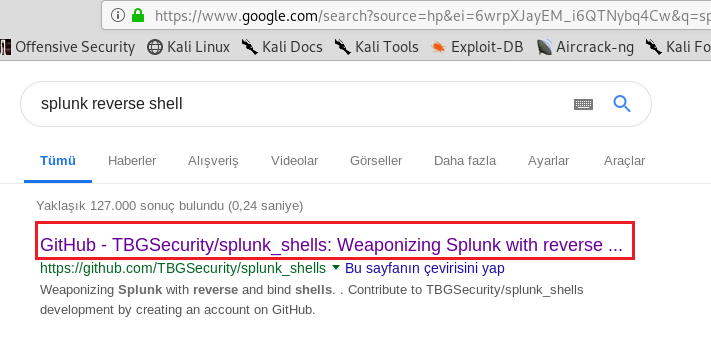 https://www.google.com/search?source=hp&ei=6wrpXJayEM_i6QTNybq4Cw&q=sp
Offensive Security Kali Linux Kali Docs Kali Tools Exploit-DB Aircrack-ng Kali Fo
splunk reverse shell
Tümü Haberler Alışveriş Videolar Görseller Daha fazla Ayarlar Araçlar
Yaklaşık 127.000 sonuç bulundu (0,24 saniye)
GitHub - TBGSecurity/splunk_shells: Weaponizing Splunk with reverse ...
https://github.com/TBGSecurity/splunk_shells Bu sayfanın çevirisini yap
Weaponizing Splunk with reverse and bind shells. . Contribute to TBGSecurity/splunk_shells
development by creating an account on GitHub.